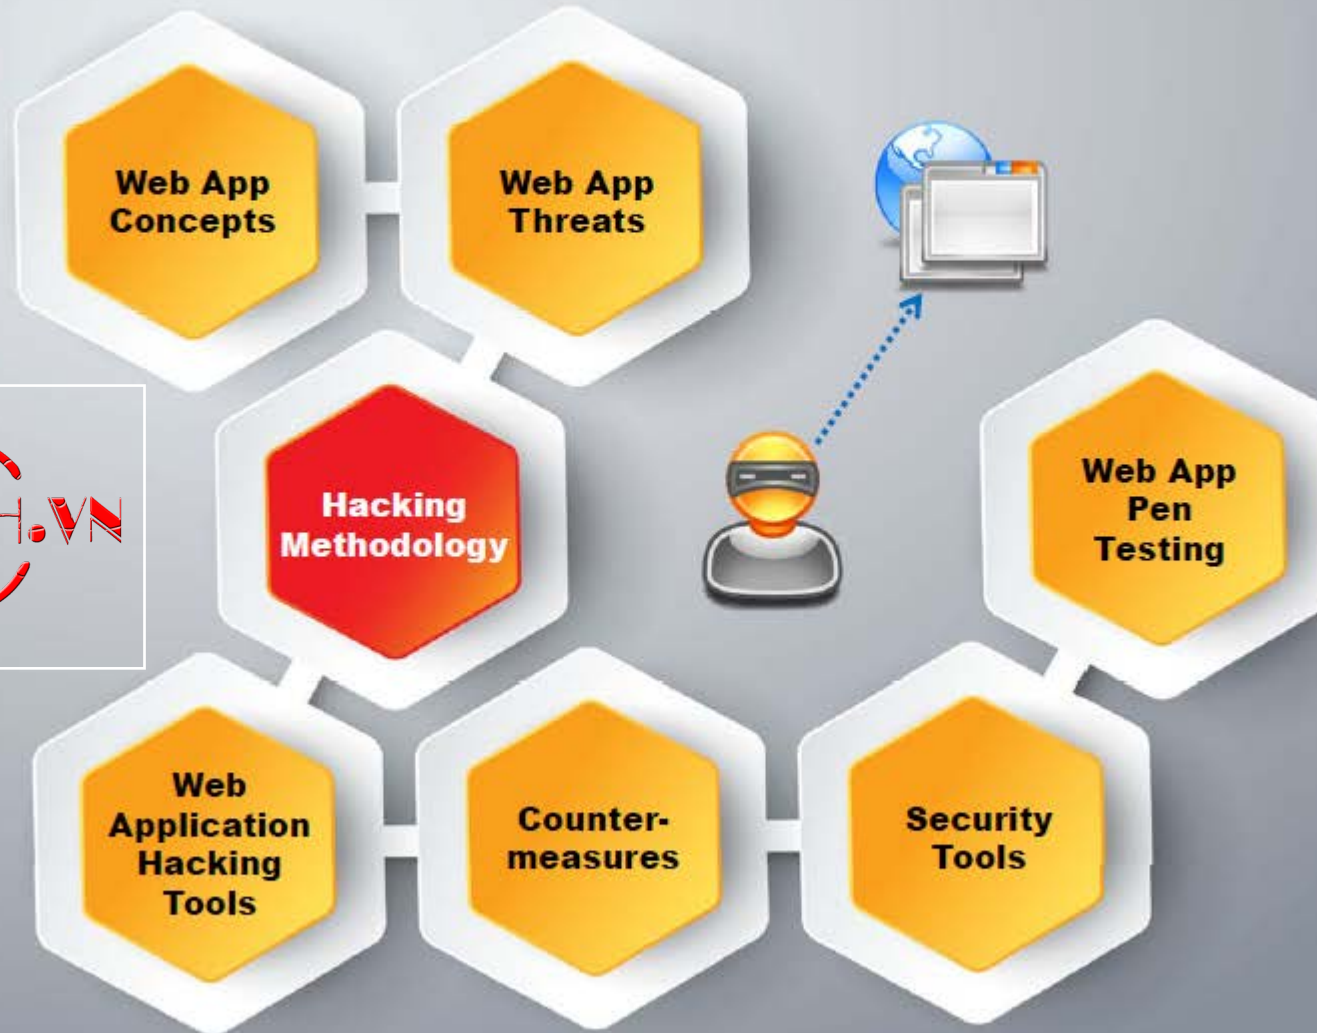 Web App
Concepts
Web App
Threats
Hacking
Methodology
Web App
Pen
Testing
Web
Application
Hacking
Tools
Counter-
measures
Security
Tools